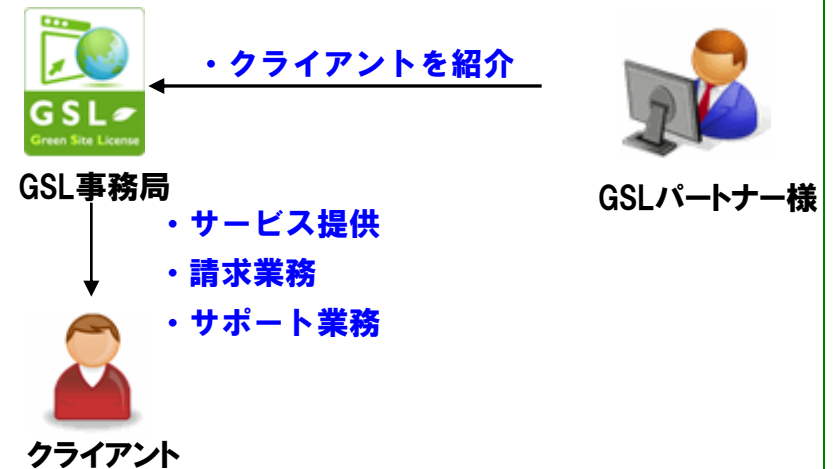 ・クライアントを紹介
GSL
Green Site License
GSL事務局
GSLパートナー様
・サービス提供
・請求業務
・サポート業務
クライアント